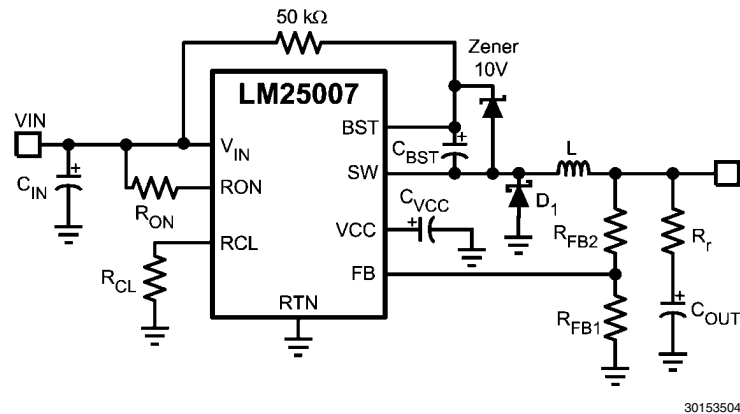 50 kΩ
Zener
10V
LM25007
VIN
BST
VIN
CBST
+
+
CIN
SW
L
RON
CVCC
D1
RON
VCC
+
RFB2
Rr
RCL
RCL
FB
+
RTN
RFB1
COUT
30153504